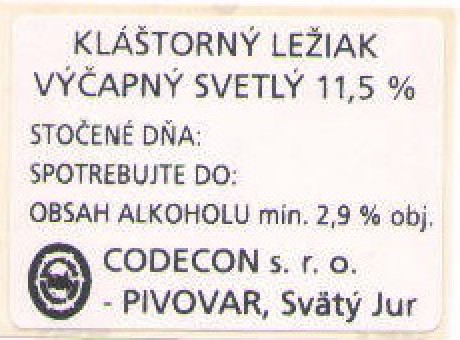 KLÁŠTORNÝ LEŽIAK
VÝČAPNÝ SVETLÝ 11,5 %
STOČENÉ DŇA:
SPOTREBUJTE DO:
OBSAH ALKOHOLU min. 2,9 % obj.
CODECON s. r. o.
- PIVOVAR, Svätý Jur